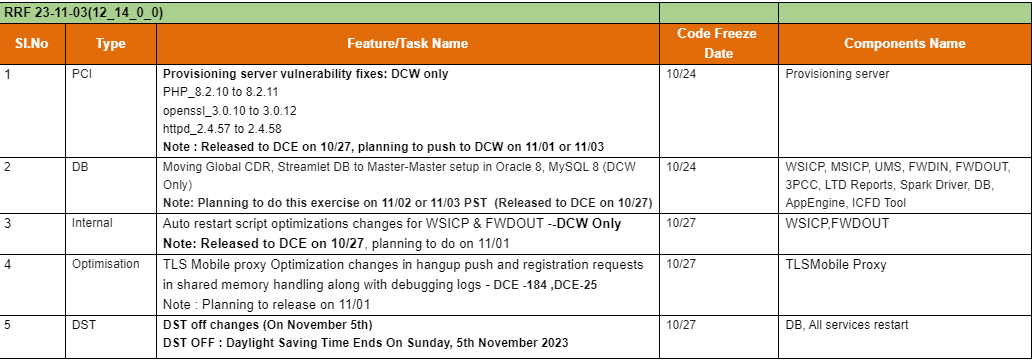 RRF 23-11-03(12_14_0_0)
Sl.No Type Feature/Task Name Code Freeze Date Components Name
1 PCI Provisioning server vulnerability fixes: DCW only 10/24 Provisioning server
PHP_8.2.10 to 8.2.11
openssl_3.0.10 to 3.0.12
httpd_2.4.57 to 2.4.58
Note : Released to DCE on 10/27, planning to push to DCW on 11/01 or 11/03
2 DB Moving Global CDR, Streamlet DB to Master-Master setup in Oracle 8, MySQL 8 (DCW 10/24 WSICP, MSICP, UMS, FWDIN, FWDOUT,
Only) 3PCC, LTD Reports, Spark Driver, DB,
Note: Planning to do this exercise on 11/02 or 11/03 PST (Released to DCE on 10/27) AppEngine, ICFD Tool
3 Internal Auto restart script optimizations changes for WSICP & FWDOUT --DCW Only 10/27 WSICP,FWDOUT
Note: Released to DCE on 10/27, planning to do on 11/01
4 Optimisation TLS Mobile proxy Optimization changes in hangup push and registration requests 10/27 TLSMobile Proxy
in shared memory handling along with debugging logs - DCE -184 ,DCE-25
Note : Planning to release on 11/01
5 DST DST off changes (On November 5th) 10/27 DB, All services restart
DST OFF : Daylight Saving Time Ends On Sunday, 5th November 2023